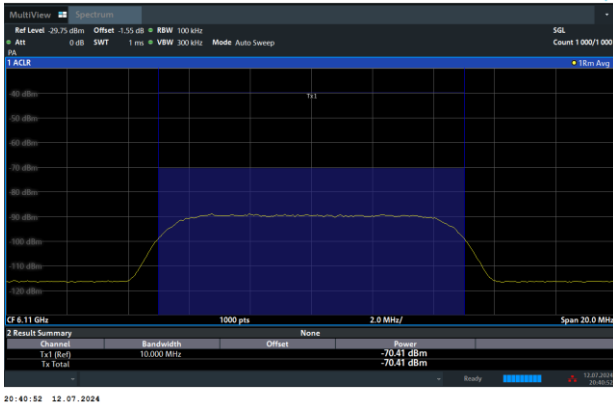 MultiView Spectrum
Ref Level -29.75 dBm Offset -1.55 dB RBW 100 kHz SGL
Att 0 dB SWT 1 ms VBW 300 kHz Mode Auto Sweep Count 1000/1000
PA
1 ACLR 1Rm Avg
-40 dBm
Tx1
-50 dBm
-60 dBm
-70 dBm
-80 dBm
-90 dBm
-100 dBm
-110 dBm
-120 dBm
CF 6.11 GHz 1000 pts 2.0 MHz/ Span 20.0 MHz
2 Result Summary None
Channel Bandwidth Offset Power
Tx1 (Ref) 10.000 MHz -70.41 dBm
Tx Total -70.41 dBm
Ready 12.07.2024
20:40:52
20:40:52 12.07.2024